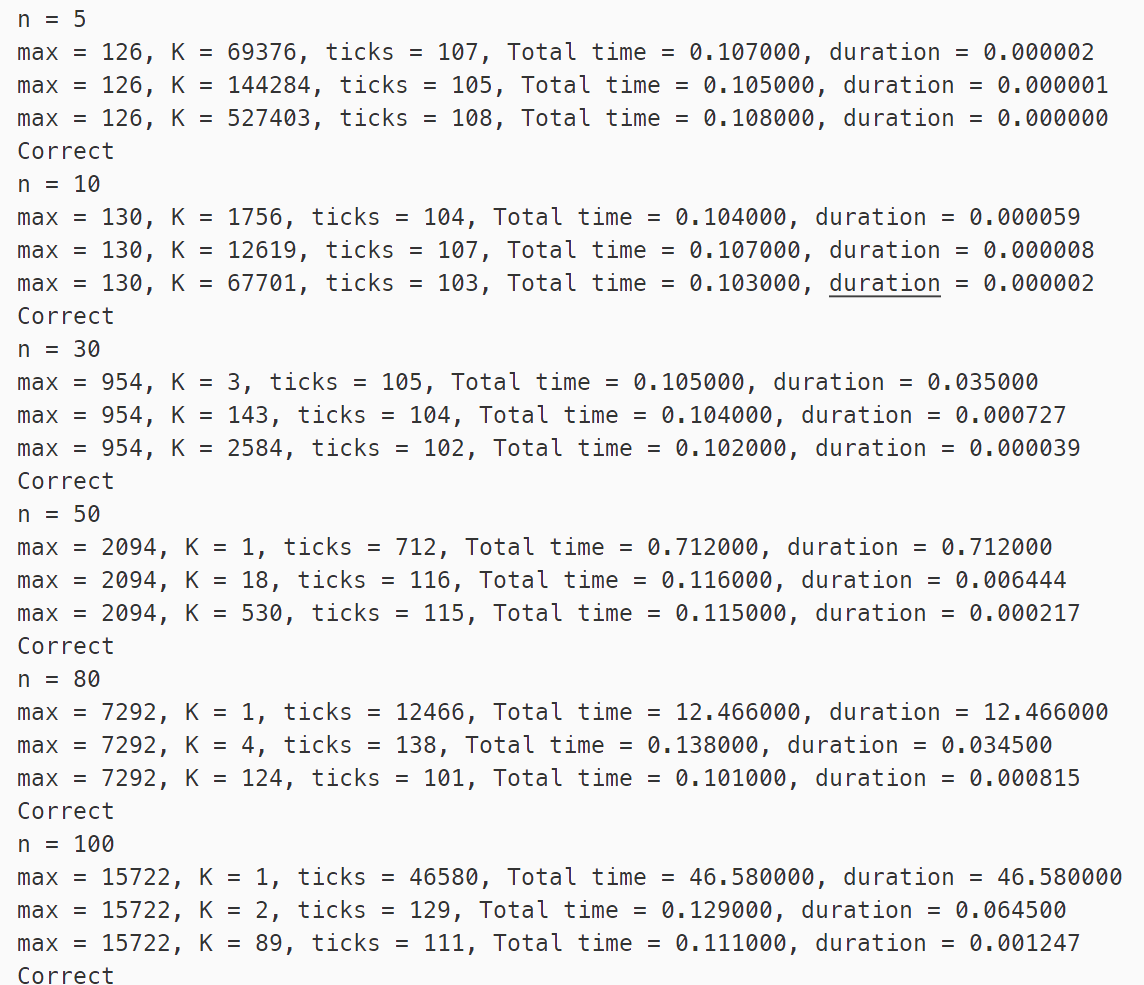 n = 5
max = 126, K = 69376, ticks = 107, Total time = 0.107000, duration = 0.000002
max = 126, K = 144284, ticks = 105, Total time = 0.105000, duration = 0.000001
max = 126, K = 527403, ticks = 108, Total time = 0.108000, duration = 0.000000
Correct
n = 10
max = 130, K = 1756, ticks = 104, Total time = 0.104000, duration = 0.000059
max = 130, K = 12619, ticks = 107, Total time = 0.107000, duration = 0.000008
max = 130, K = 67701, ticks = 103, Total time = 0.103000, duration = 0.000002
Correct
n = 30
max = 954, K = 3, ticks = 105, Total time = 0.105000, duration = 0.035000
max = 954, K = 143, ticks = 104, Total time = 0.104000, duration = 0.000727
max = 954, K = 2584, ticks = 102, Total time = 0.102000, duration = 0.000039
Correct
n = 50
max = 2094, K = 1, ticks = 712, Total time = 0.712000, duration = 0.712000
max = 2094, K = 18, ticks = 116, Total time = 0.116000, duration = 0.006444
max = 2094, K = 530, ticks = 115, Total time = 0.115000, duration = 0.000217
Correct
n = 80
max = 7292, K = 1, ticks = 12466, Total time = 12.466000, duration = 12.466000
max = 7292, K = 4, ticks = 138, Total time = 0.138000, duration = 0.034500
max = 7292, K = 124, ticks = 101, Total time = 0.101000, duration = 0.000815
Correct
n = 100
max = 15722, K = 1, ticks = 46580, Total time = 46.580000, duration = 46.580000
max = 15722, K = 2, ticks = 129, Total time = 0.129000, duration = 0.064500
max = 15722, K = 89, ticks = 111, Total time = 0.111000, duration = 0.001247
Correct